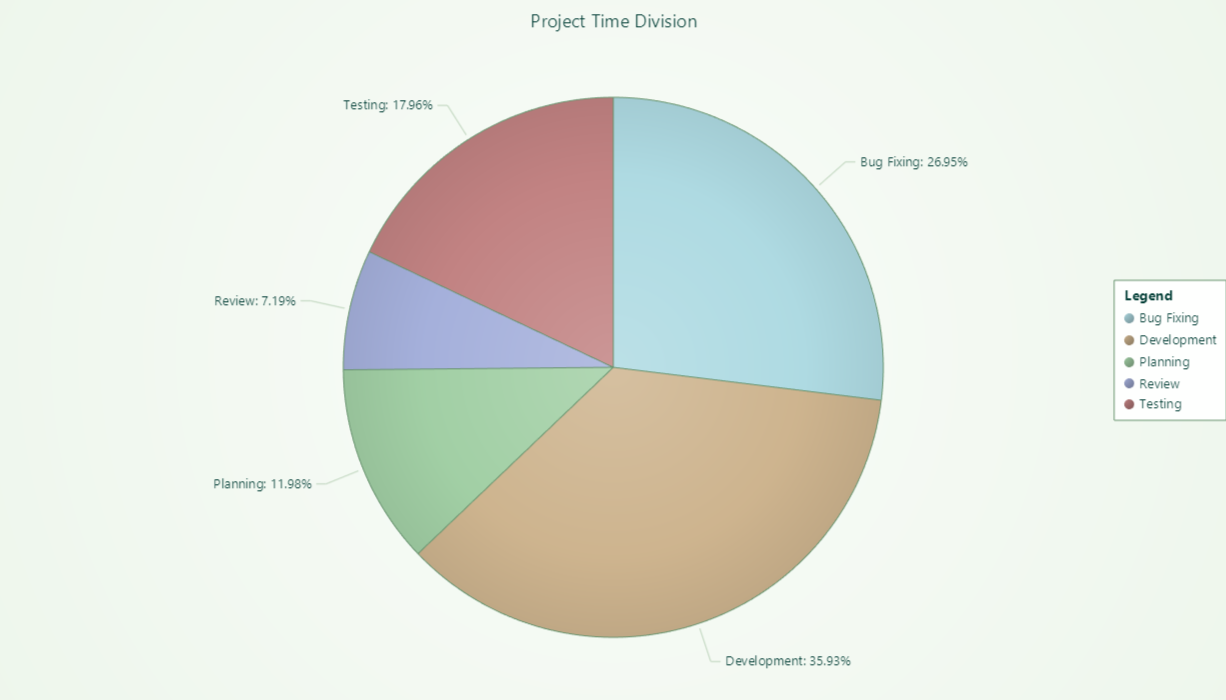 Project Time Division
Testing: 17.96%
Bug Fixing: 26.95%
Review: 7.19%
Planning: 11.98%
Development: 35.93%
Legend
Bug Fixing
Development
Planning
Review
Testing